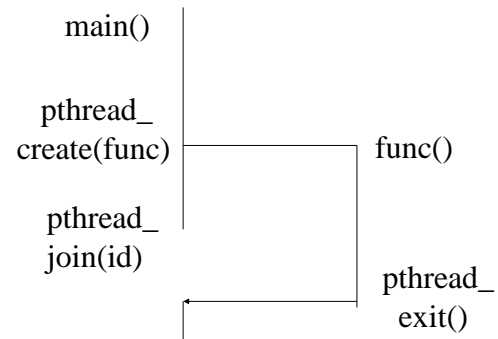 main()
pthread_
create(func)
func()
pthread_
join(id)
pthread_
exit()